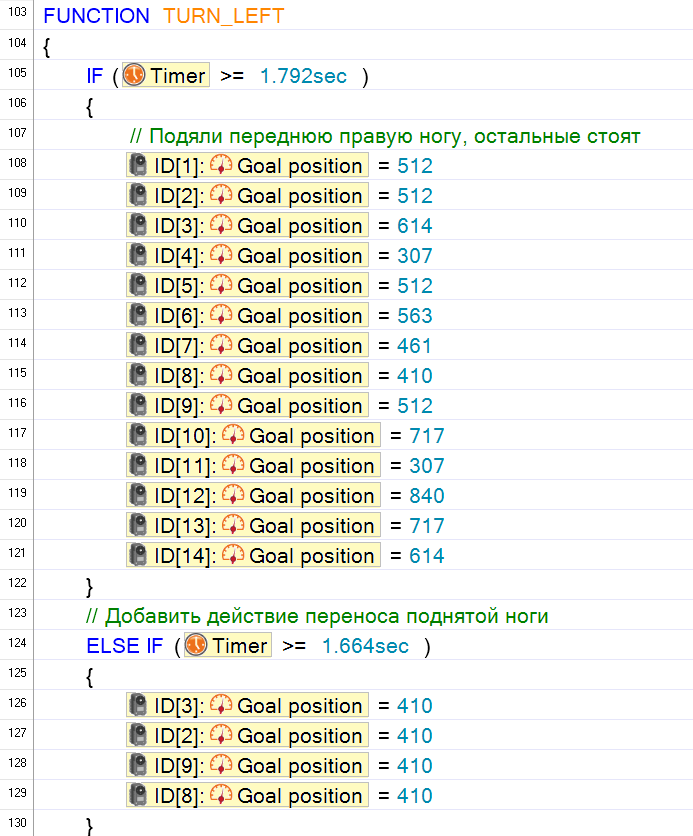 103 FUNCTION TURN_LEFT
104 {
105 IF ( Timer >= 1.792sec )
106 {
107 // Подяли переднюю правую ногу, остальные стоят
108 ID[1]: Goal position = 512
109 ID[2]: Goal position = 512
110 ID[3]: Goal position = 614
111 ID[4]: Goal position = 307
112 ID[5]: Goal position = 512
113 ID[6]: Goal position = 563
114 ID[7]: Goal position = 461
115 ID[8]: Goal position = 410
116 ID[9]: Goal position = 512
117 ID[10]: Goal position = 717
118 ID[11]: Goal position = 307
119 ID[12]: Goal position = 840
120 ID[13]: Goal position = 717
121 ID[14]: Goal position = 614
122 }
123 // Добавить действие переноса поднятой ноги
124 ELSE IF ( Timer >= 1.664sec )
125 {
126 ID[3]: Goal position = 410
127 ID[2]: Goal position = 410
128 ID[9]: Goal position = 410
129 ID[8]: Goal position = 410
130 }